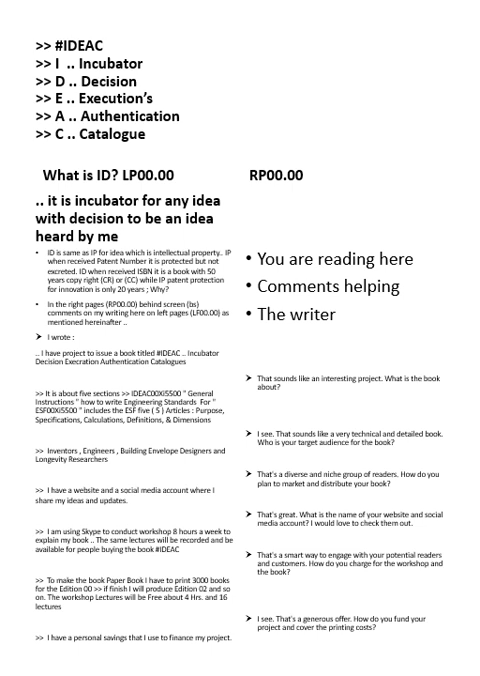 >> #IDEAC
>> I .. Incubator
>> D .. Decision
>> E .. Execution's
>> A .. Authentication
>> C .. Catalogue
What is ID? LP00.00
.. it is incubator for any idea
with decision to be an idea
heard by me
• ID is same as IP for idea which is intellectual property.. IP
when received Patent Number it is protected but not
excreted. ID when received ISBN it is a book with 50
years copy right (CR) or (CC) while IP patent protection
for innovation is only 20 years ; Why?
• In the right pages (RP00.00) behind screen (bs)
comments on my writing here on left pages (LF00.00) as
mentioned hereinafter ..
➤ I wrote :
.. I have project to issue a book titled #IDEAC .. Incubator
Decision Execration Authentication Catalogues
>> It is about five sections >> IDEAC00Xi5500 " General
Instructions " how to write Engineering Standards For "
ESF00Xi5500 " includes the ESF five ( 5 ) Articles : Purpose,
Specifications, Calculations, Definitions, & Dimensions
>> Inventors , Engineers , Building Envelope Designers and
Longevity Researchers
>> I have a website and a social media account where I
share my ideas and updates.
>> I am using Skype to conduct workshop 8 hours a week to
explain my book .. The same lectures will be recorded and be
available for people buying the book #IDEAC
>> To make the book Paper Book I have to print 3000 books
for the Edition 00 >> if finish I will produce Edition 02 and so
on. The workshop Lectures will be Free about 4 Hrs. and 16
lectures
>> I have a personal savings that I use to finance my project.
RP00.00
• You are reading here
• Comments helping
• The writer
➤ That sounds like an interesting project. What is the book
about?
➤ I see. That sounds like a very technical and detailed book.
Who is your target audience for the book?
➤ That's a diverse and niche group of readers. How do you
plan to market and distribute your book?
➤ That's great. What is the name of your website and social
media account? I would love to check them out.
➤ That's a smart way to engage with your potential readers
and customers. How do you charge for the workshop and
the book?
➤ I see. That's a generous offer. How do you fund your
project and cover the printing costs?